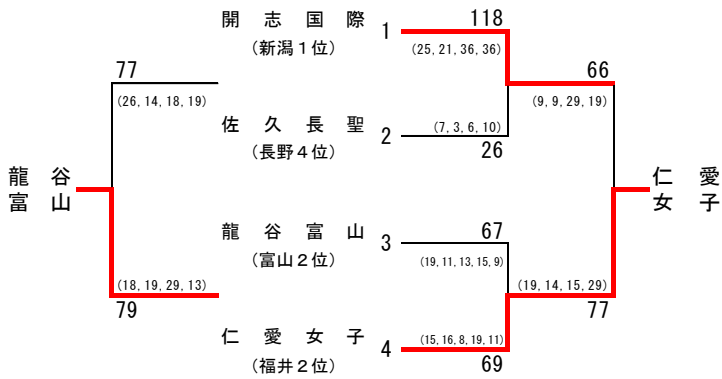 開志国際 1 118
(新潟1位) (25, 21, 36, 36)
77 66
(26, 14, 18, 19) (9, 9, 29, 19)
佐久長聖 2 (7, 3, 6, 10)
(長野4位) 26
龍谷 仁愛
富山 女子
龍谷富山 3 67
(富山2位) (19, 11, 13, 15, 9)
(18, 19, 29, 13) (19, 14, 15, 29)
79 77
仁愛女子 4 (15, 16, 8, 19, 11)
(福井2位) 69